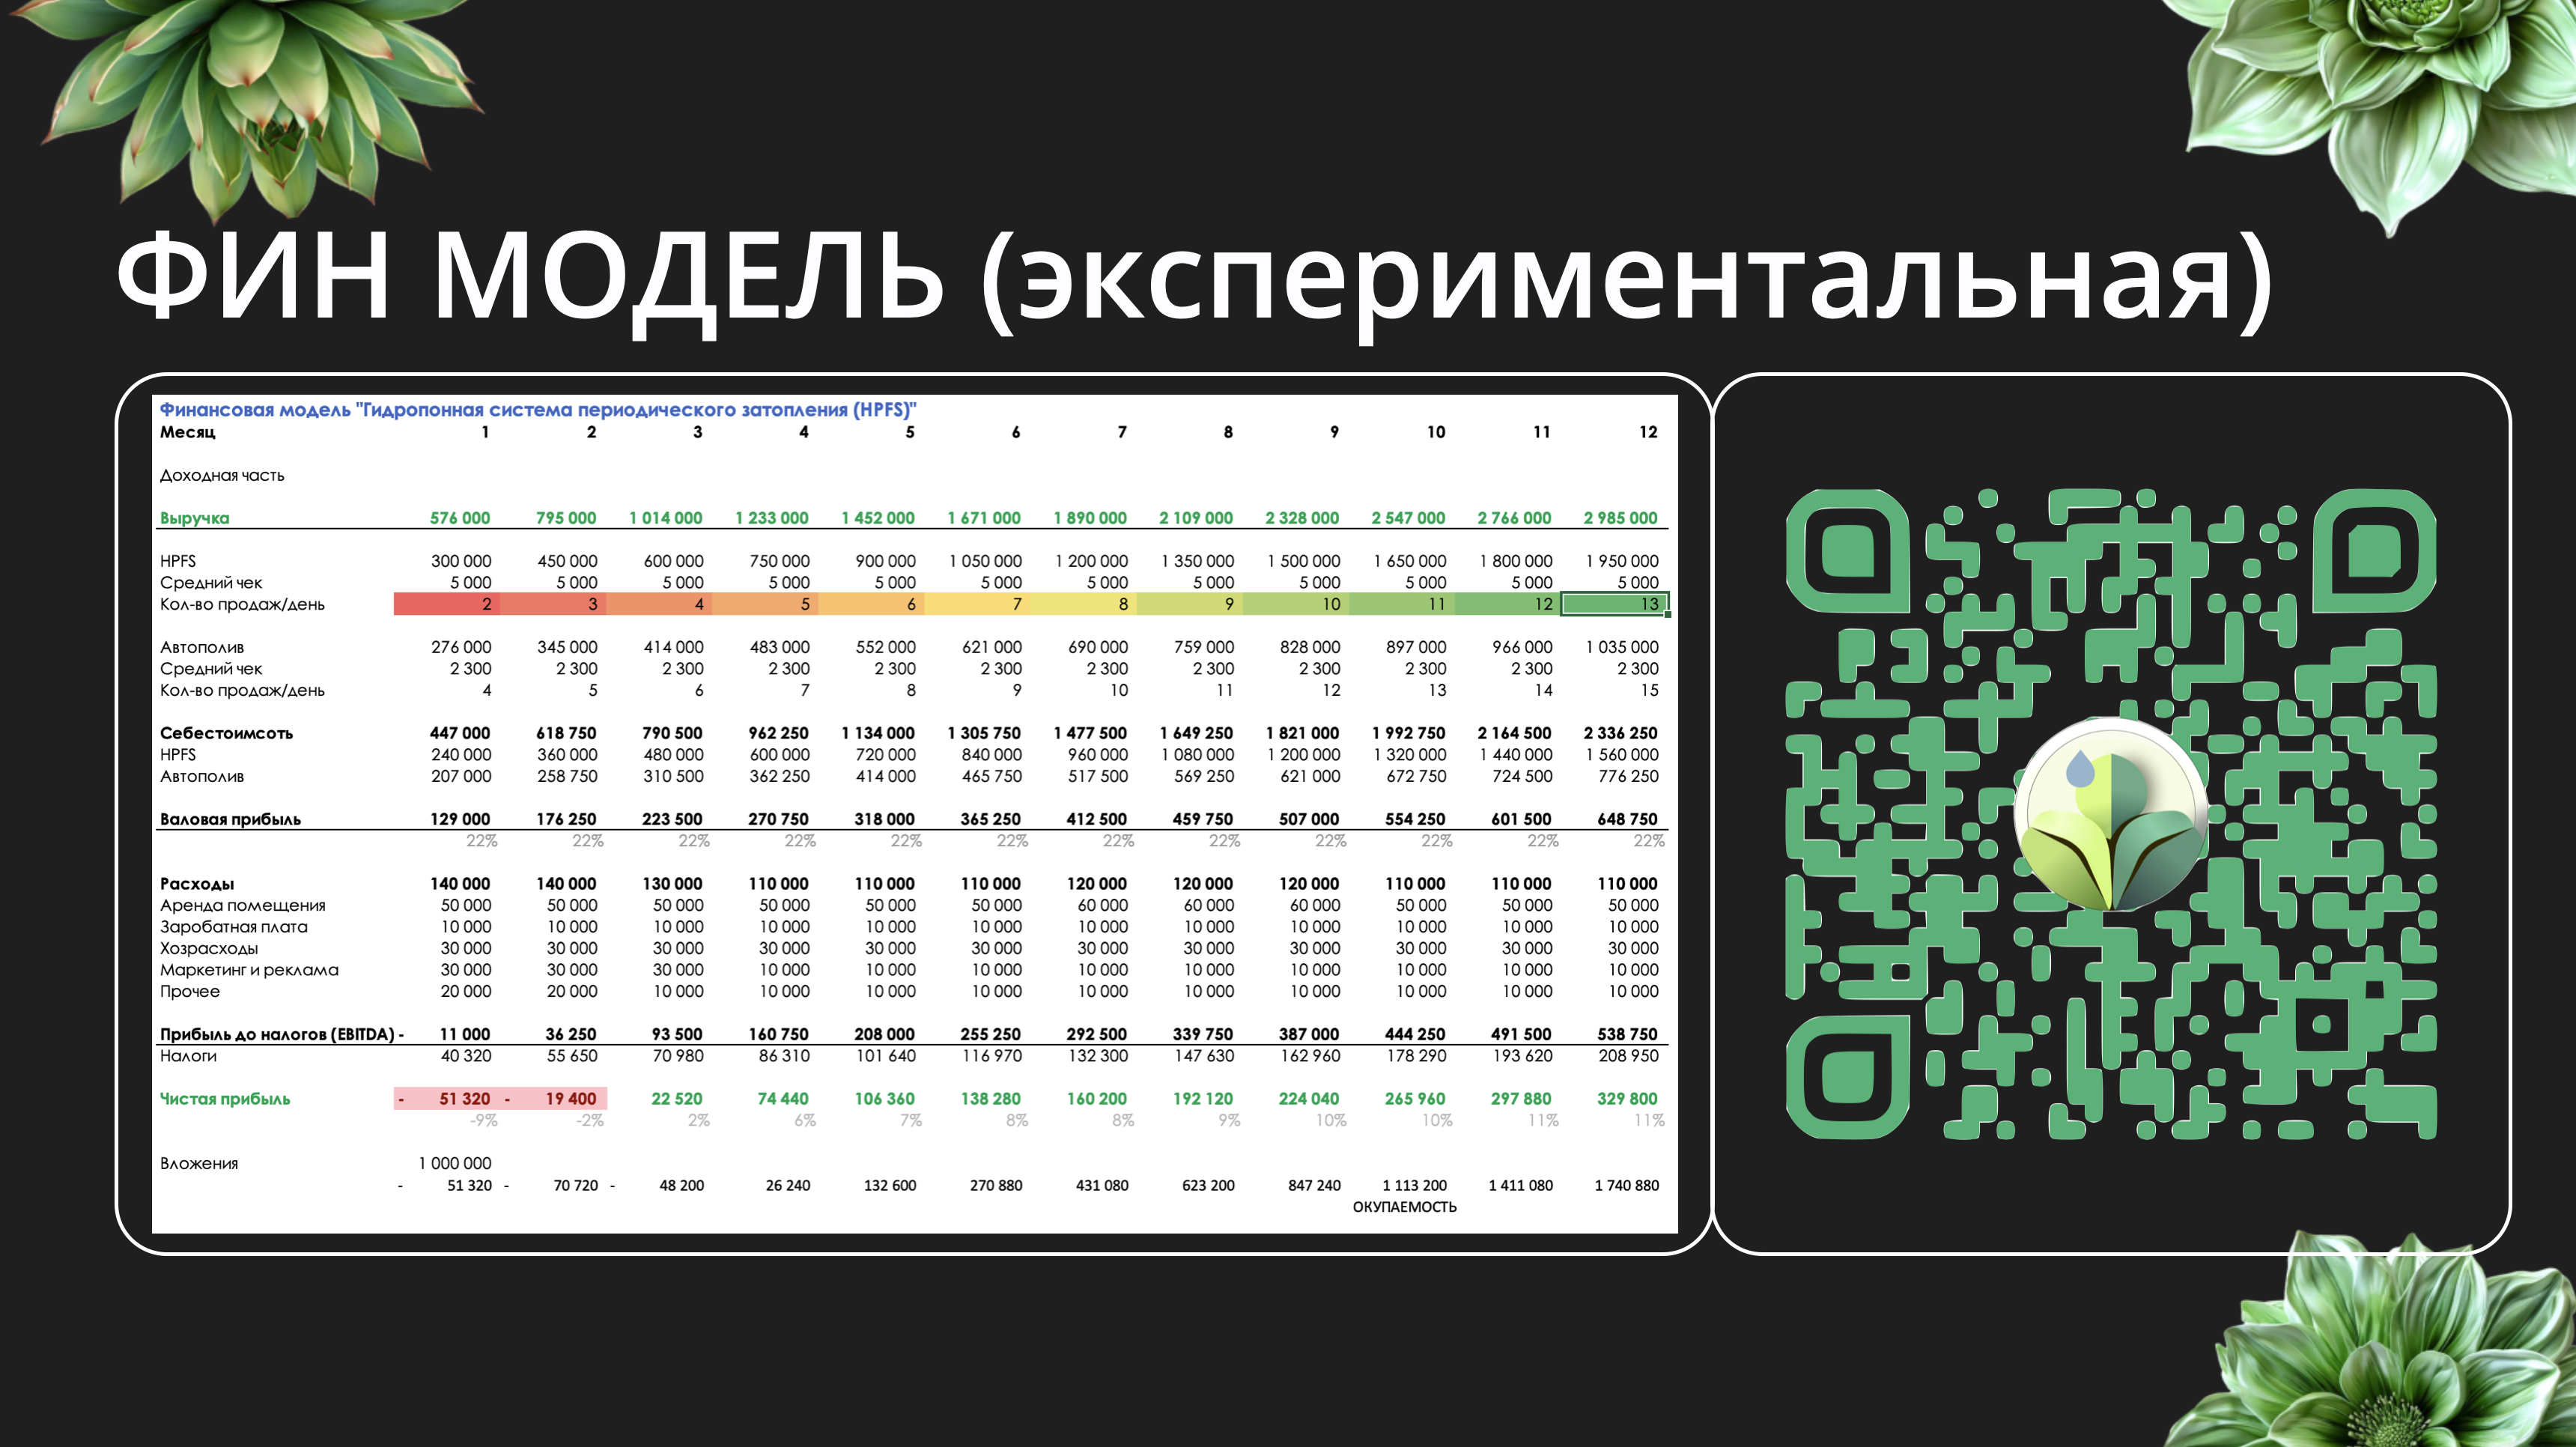 ФИН МОДЕЛЬ (экспериментальная)
Финансовая модель "Гидропонная система периодического затопления (HPFS)"
Месяц 1 2 3 4 5 6 7 8 9 10 11 12
Доходная часть
Выручка 576 000 795 000 1 014 000 1 233 000 1 452 000 1 671 000 1 890 000 2 109 000 2 328 000 2 547 000 2 766 000 2 985 000
HPFS 300 000 450 000 600 000 750 000 900 000 1 050 000 1 200 000 1 350 000 1 500 000 1 650 000 1 800 000 1 950 000
Средний чек 5 000 5 000 5 000 5 000 5 000 5 000 5 000 5 000 5 000 5 000 5 000 5 000
Кол-во продаж/день 2 3 4 5 6 7 8 9 10 11 12 13
Автополив 276 000 345 000 414 000 483 000 552 000 621 000 690 000 759 000 828 000 897 000 966 000 1 035 000
Средний чек 2 300 2 300 2 300 2 300 2 300 2 300 2 300 2 300 2 300 2 300 2 300 2 300
Кол-во продаж/день 4 5 6 7 8 9 10 11 12 13 14 15
Себестоимсоть 447 000 618 750 790 500 962 250 1 134 000 1 305 750 1 477 500 1 649 250 1 821 000 1 992 750 2 164 500 2 336 250
HPFS 240 000 360 000 480 000 600 000 720 000 840 000 960 000 1 080 000 1 200 000 1 320 000 1 440 000 1 560 000
Автополив 207 000 258 750 310 500 362 250 414 000 465 750 517 500 569 250 621 000 672 750 724 500 776 250
Валовая прибыль 129 000 176 250 223 500 270 750 318 000 365 250 412 500 459 750 507 000 554 250 601 500 648 750
22% 22% 22% 22% 22% 22% 22% 22% 22% 22% 22% 22%
Расходы 140 000 140 000 130 000 110 000 110 000 110 000 120 000 120 000 120 000 110 000 110 000 110 000
Аренда помещения 50 000 50 000 50 000 50 000 50 000 50 000 60 000 60 000 60 000 50 000 50 000 50 000
Заробатная плата 10 000 10 000 10 000 10 000 10 000 10 000 10 000 10 000 10 000 10 000 10 000 10 000
Хозрасходы 30 000 30 000 30 000 30 000 30 000 30 000 30 000 30 000 30 000 30 000 30 000 30 000
Маркетинг и реклама 30 000 30 000 30 000 10 000 10 000 10 000 10 000 10 000 10 000 10 000 10 000 10 000
Прочее 20 000 20 000 10 000 10 000 10 000 10 000 10 000 10 000 10 000 10 000 10 000 10 000
Прибыль до налогов (EBITDA) - 11 000 36 250 93 500 160 750 208 000 255 250 292 500 339 750 387 000 444 250 491 500 538 750
Налоги 40 320 55 650 70 980 86 310 101 640 116 970 132 300 147 630 162 960 178 290 193 620 208 950
Чистая прибыль - 51 320 - 19 400 22 520 74 440 106 360 138 280 160 200 192 120 224 040 265 960 297 880 329 800
-9% -2% 2% 6% 7% 8% 8% 9% 10% 10% 11% 11%
Вложения 1 000 000
- 51 320 - 70 720 - 48 200 26 240 132 600 270 880 431 080 623 200 847 240 1 113 200 1 411 080 1 740 880
ОКУПАЕМОСТЬ